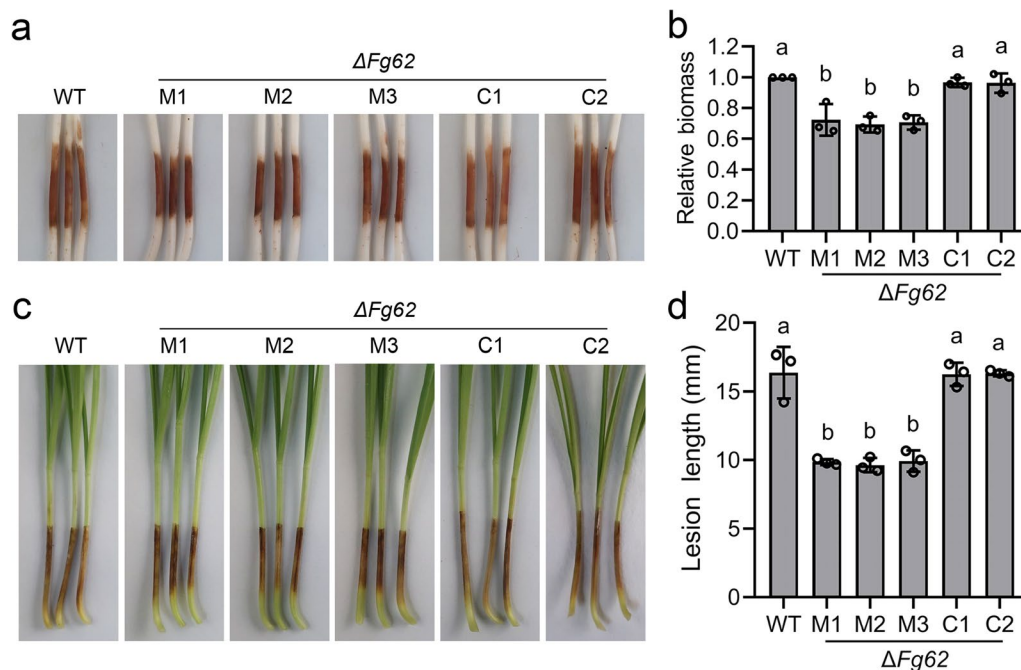 a
ΔFg62
WT M1 M2 M3 C1 C2
b
Relative biomass
1.2
1.0
0.8
0.6
0.4
0.2
0.0
a b b b a a
WT M1 M2 M3 C1 C2
ΔFg62
c
ΔFg62
WT M1 M2 M3 C1 C2
d
Lesion length (mm)
20
15
10
5
0
a b b b a a
WT M1 M2 M3 C1 C2
ΔFg62